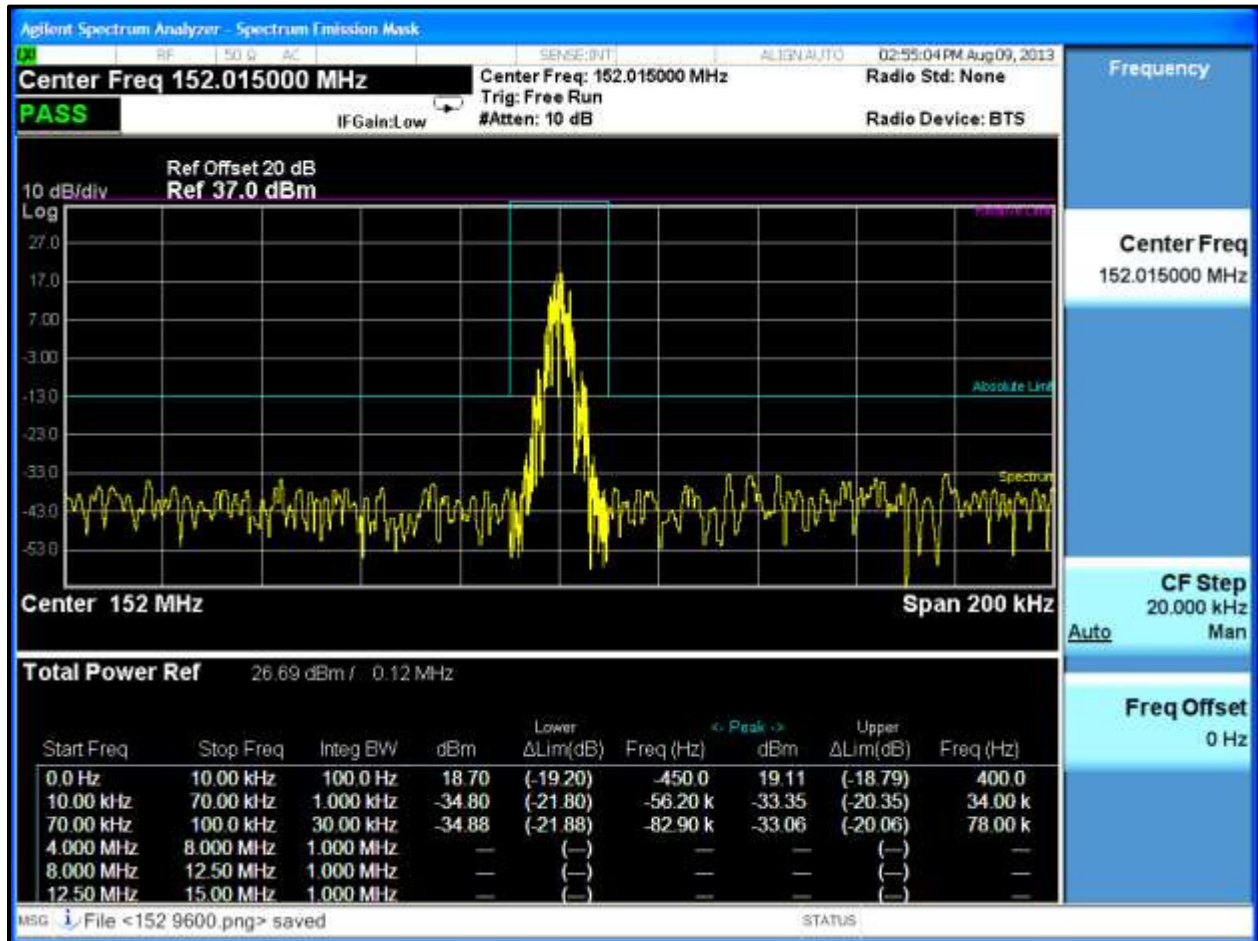 Agilent Spectrum Analyzer - Spectrum Emission Mask
RF 50 Ω AC SENSE:INT ALIGN AUTO 02:55:04 PM Aug 09, 2013
Center Freq 152.015000 MHz
Center Freq: 152.015000 MHz
Radio Std: None
Trig: Free Run
PASS
IFGain:Low
#Atten: 10 dB
Radio Device: BTS
Ref Offset 20 dB
10 dB/div Ref 37.0 dBm
Log
Relative Limit
27.0
17.0
7.00
-3.00
Absolute Limit
-13.0
-23.0
-33.0
Spectrum
-43.0
-53.0
Center 152 MHz
Span 200 kHz
Total Power Ref 26.69 dBm / 0.12 MHz
Lower <- Peak -> Upper
Start Freq Stop Freq Integ BW dBm ΔLim(dB) Freq (Hz) dBm ΔLim(dB) Freq (Hz)
0.0 Hz 10.00 kHz 100.0 Hz 18.70 (-19.20) -450.0 19.11 (-18.79) 400.0
10.00 kHz 70.00 kHz 1.000 kHz -34.80 (-21.80) -56.20 k -33.35 (-20.35) 34.00 k
70.00 kHz 100.0 kHz 30.00 kHz -34.88 (-21.88) -82.90 k -33.06 (-20.06) 78.00 k
4.000 MHz 8.000 MHz 1.000 MHz --- (---) --- --- (---) ---
8.000 MHz 12.50 MHz 1.000 MHz --- (---) --- --- (---) ---
12.50 MHz 15.00 MHz 1.000 MHz --- (---) --- --- (---) ---
MSG File <152 9600.png> saved STATUS
Frequency
Center Freq
152.015000 MHz
CF Step
20.000 kHz
Auto Man
Freq Offset
0 Hz